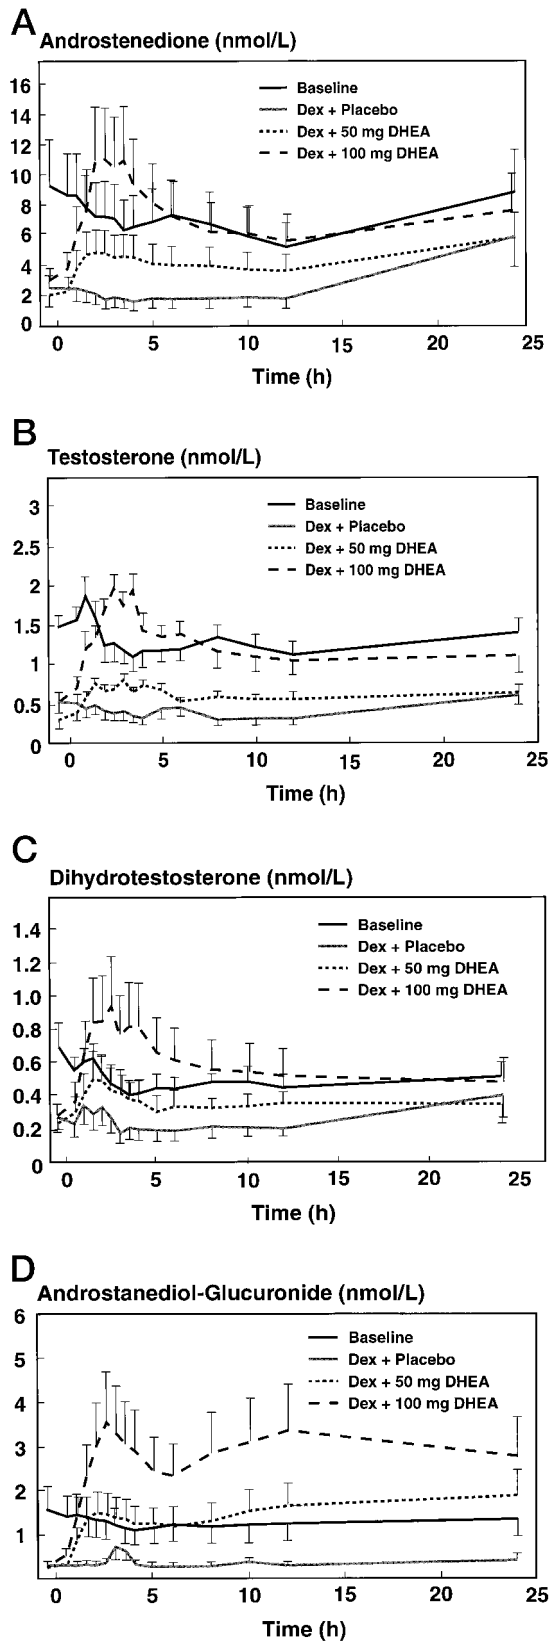 A
Androstenedione (nmol/L)
16
14
12
10
8
6
4
2
0
Baseline
Dex + Placebo
Dex + 50 mg DHEA
Dex + 100 mg DHEA
0 5 10 15 20 25
Time (h)
B
Testosterone (nmol/L)
3
2.5
2
1.5
1
0.5
0
Baseline
Dex + Placebo
Dex + 50 mg DHEA
Dex + 100 mg DHEA
0 5 10 15 20 25
Time (h)
C
Dihydrotestosterone (nmol/L)
1.4
1.2
1.0
0.8
0.6
0.4
0.2
0
Baseline
Dex + Placebo
Dex + 50 mg DHEA
Dex + 100 mg DHEA
0 5 10 15 20 25
Time (h)
D
Androstanediol-Glucuronide (nmol/L)
6
5
4
3
2
1
Baseline
Dex + Placebo
Dex + 50 mg DHEA
Dex + 100 mg DHEA
0 5 10 15 20 25
Time (h)